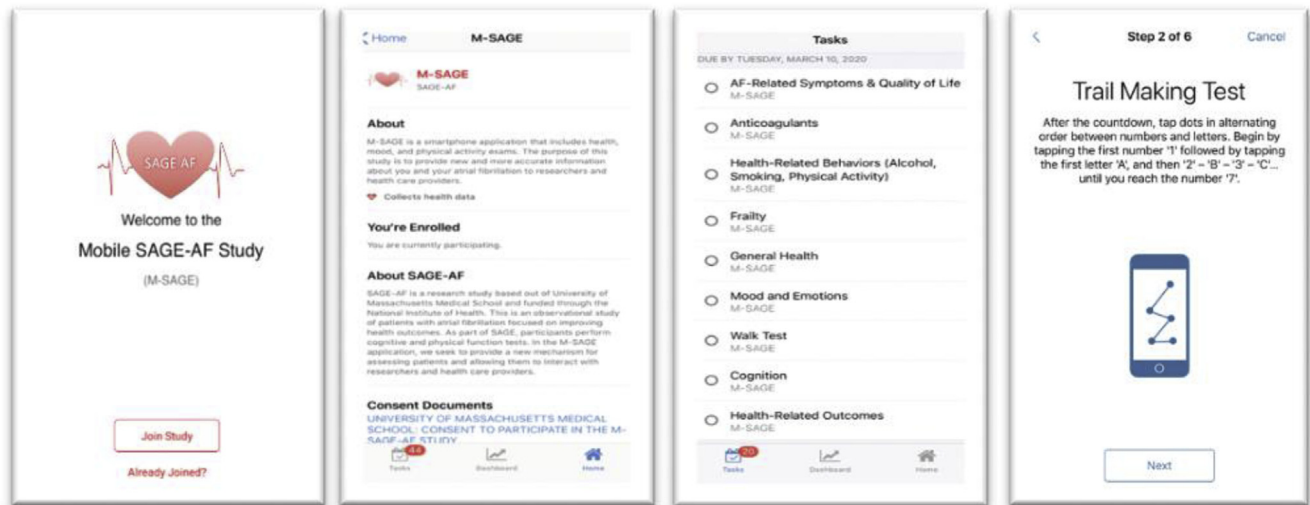 SAGE AF
Welcome to the
Mobile SAGE-AF Study
(M-SAGE)
Join Study
Already Joined?
Home
M-SAGE
M-SAGE
SAGE-AF
About
M-SAGE is a smartphone application that includes health,
mood, and physical activity exams. The purpose of this
study is to provide new and more accurate information
about you and your atrial fibrillation to researchers and
health care providers.
Collects health data
You're Enrolled
You are currently participating.
About SAGE-AF
SAGE-AF is a research study based out of University of
Massachusetts Medical School and funded through the
National Institute of Health. This is an observational study
of patients with atrial fibrillation focused on improving
health outcomes. As part of SAGE, participants perform
cognitive and physical function tests. In the M-SAGE
application, we seek to provide a new mechanism for
assessing patients and allowing them to interact with
researchers and health care providers.
Consent Documents
UNIVERSITY OF MASSACHUSETTS MEDICAL
SCHOOL: CONSENT TO PARTICIPATE IN THE M-
SAGE-AF STUDY
44
Tasks
Dashboard
Home
Tasks
DUE BY TUESDAY, MARCH 10, 2020
AF-Related Symptoms & Quality of Life
M-SAGE
Anticoagulants
M-SAGE
Health-Related Behaviors (Alcohol,
Smoking, Physical Activity)
M-SAGE
Frailty
M-SAGE
General Health
M-SAGE
Mood and Emotions
M-SAGE
Walk Test
M-SAGE
Cognition
M-SAGE
Health-Related Outcomes
M-SAGE
20
Tasks
Dashboard
Home
Step 2 of 6
Cancel
Trail Making Test
After the countdown, tap dots in alternating
order between numbers and letters. Begin by
tapping the first number '1' followed by tapping
the first letter 'A', and then '2' – 'B' – '3' – 'C'...
until you reach the number '7'.
Next